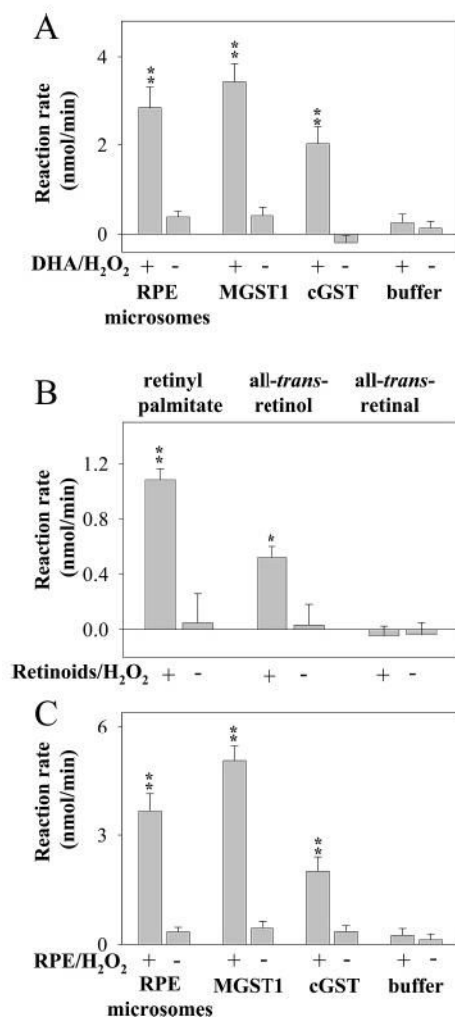 A
Reaction rate
(nmol/min)
4
2
0
**
**
**
DHA/H₂O₂ + - + - + - + -
RPE MGST1 cGST buffer
microsomes
B
retinyl all-trans- all-trans-
palmitate retinol retinal
Reaction rate
(nmol/min)
1.2
0.8
0.4
0.0
**
*
Retinoids/H₂O₂ + - + - + -
C
Reaction rate
(nmol/min)
6
3
0
**
**
**
RPE/H₂O₂ + - + - + - + -
RPE MGST1 cGST buffer
microsomes